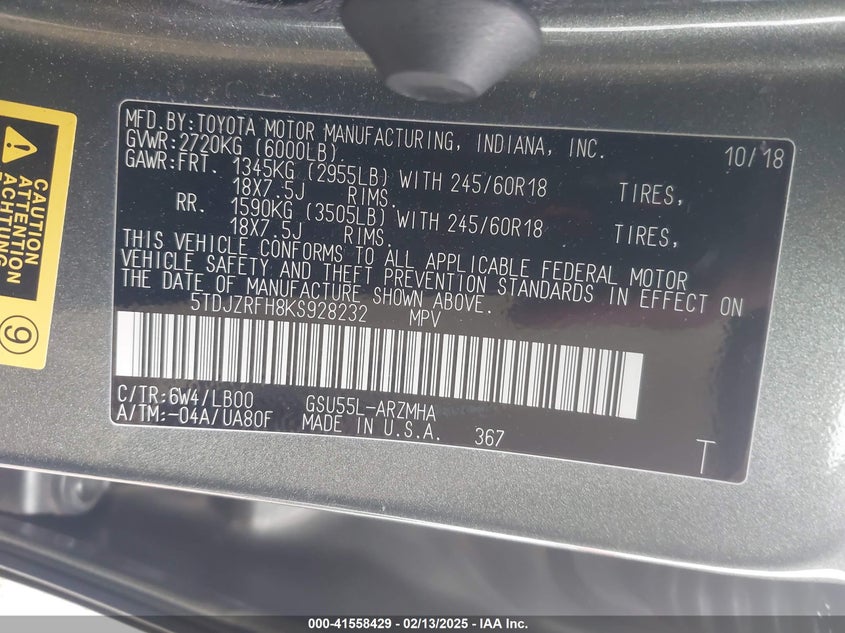 MFD.BY:TOYOTA MOTOR MANUFACTURING, INDIANA, INC. 10/18
GVWR:2720KG (6000LB)
GAWR:FRT. 1345KG (2955LB) WITH 245/60R18 TIRES,
18X7.5J RIMS.
RR. 1590KG (3505LB) WITH 245/60R18 TIRES,
18X7.5J RIMS.
THIS VEHICLE CONFORMS TO ALL APPLICABLE FEDERAL MOTOR
VEHICLE SAFETY AND THEFT PREVENTION STANDARDS IN EFFECT ON
THE DATE OF MANUFACTURE SHOWN ABOVE.
5TDJZRFH8KS928232 MPV
C/TR:6W4/LB00 GSU55L-ARZMHA
A/TM:-04A/UA80F MADE IN U.S.A. 367
T
CAUTION
ATTENTION
ACHTUNG
9
000-41558429 - 02/13/2025 - IAA Inc.